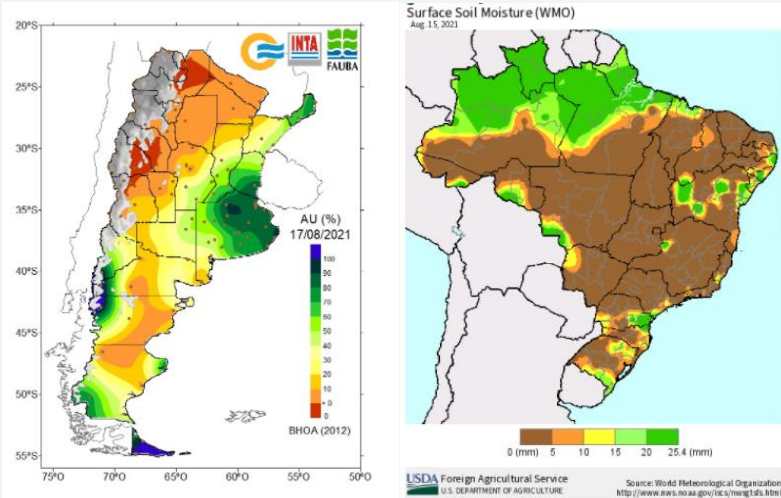 20°S
25°S
30°S
35°S
40°S
45°S
50°S
55°S
75°O
70°O
65°O
60°O
55°O
50°O
INTA
FAUBA
AU (%)
17/08/2021
100
90
80
70
60
50
40
30
20
10
> 0
0
BHOA (2012)
Surface Soil Moisture (WMO)
Aug. 15, 2021
0 (mm) 5 10 15 20 25.4 (mm)
USDA Foreign Agricultural Service
U.S. DEPARTMENT OF AGRICULTURE
Source: World Meteorological Organization